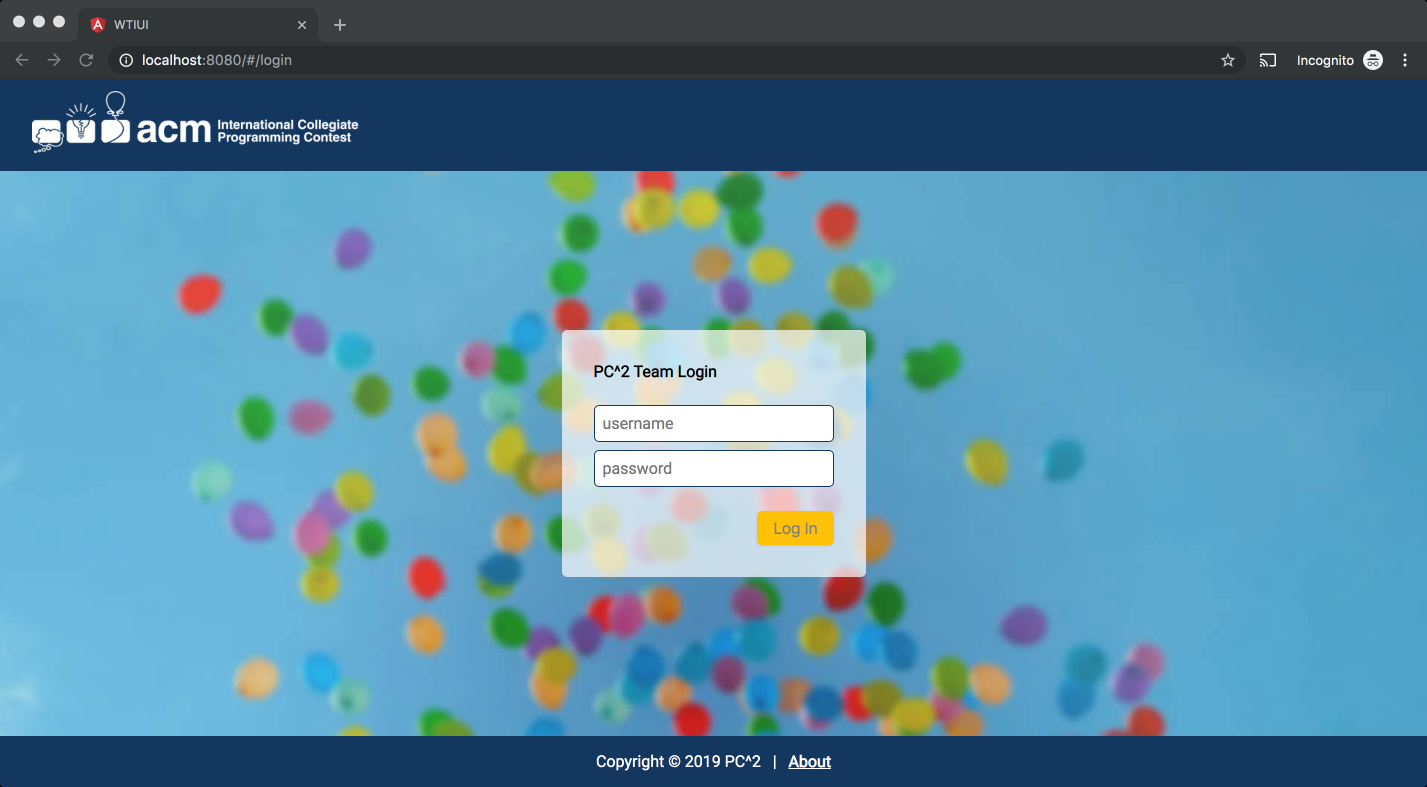 WTIUI
localhost:8080/#/login
Incognito
acm International Collegiate
Programming Contest
PC^2 Team Login
username
password
Log In
Copyright © 2019 PC^2 | About